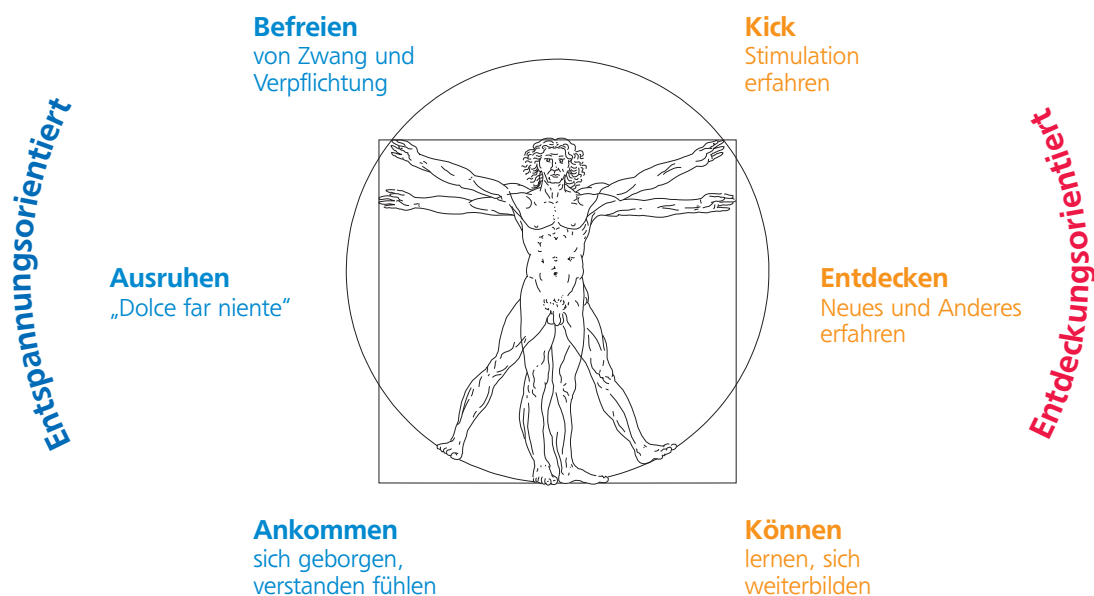 Befreien
von Zwang und
Verpflichtung
Kick
Stimulation
erfahren
Entspannungsorientiert
Entdeckungsorientiert
Ausruhen
„Dolce far niente“
Entdecken
Neues und Anderes
erfahren
Ankommen
sich geborgen,
verstanden fühlen
Können
lernen, sich
weiterbilden